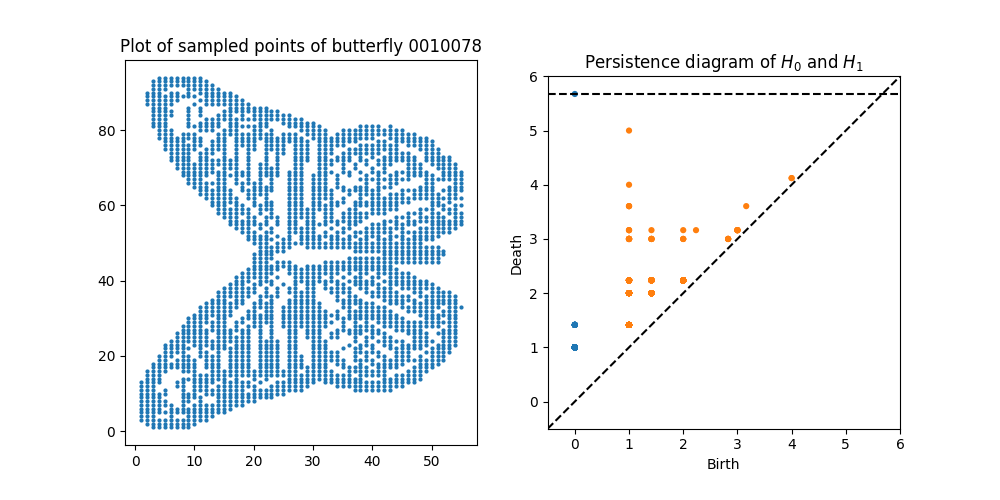 Plot of sampled points of butterfly 0010078
80
60
40
20
0
0 10 20 30 40 50
Persistence diagram of H₀ and H₁
6
5
4
3
2
1
0
Death
0 1 2 3 4 5 6
Birth